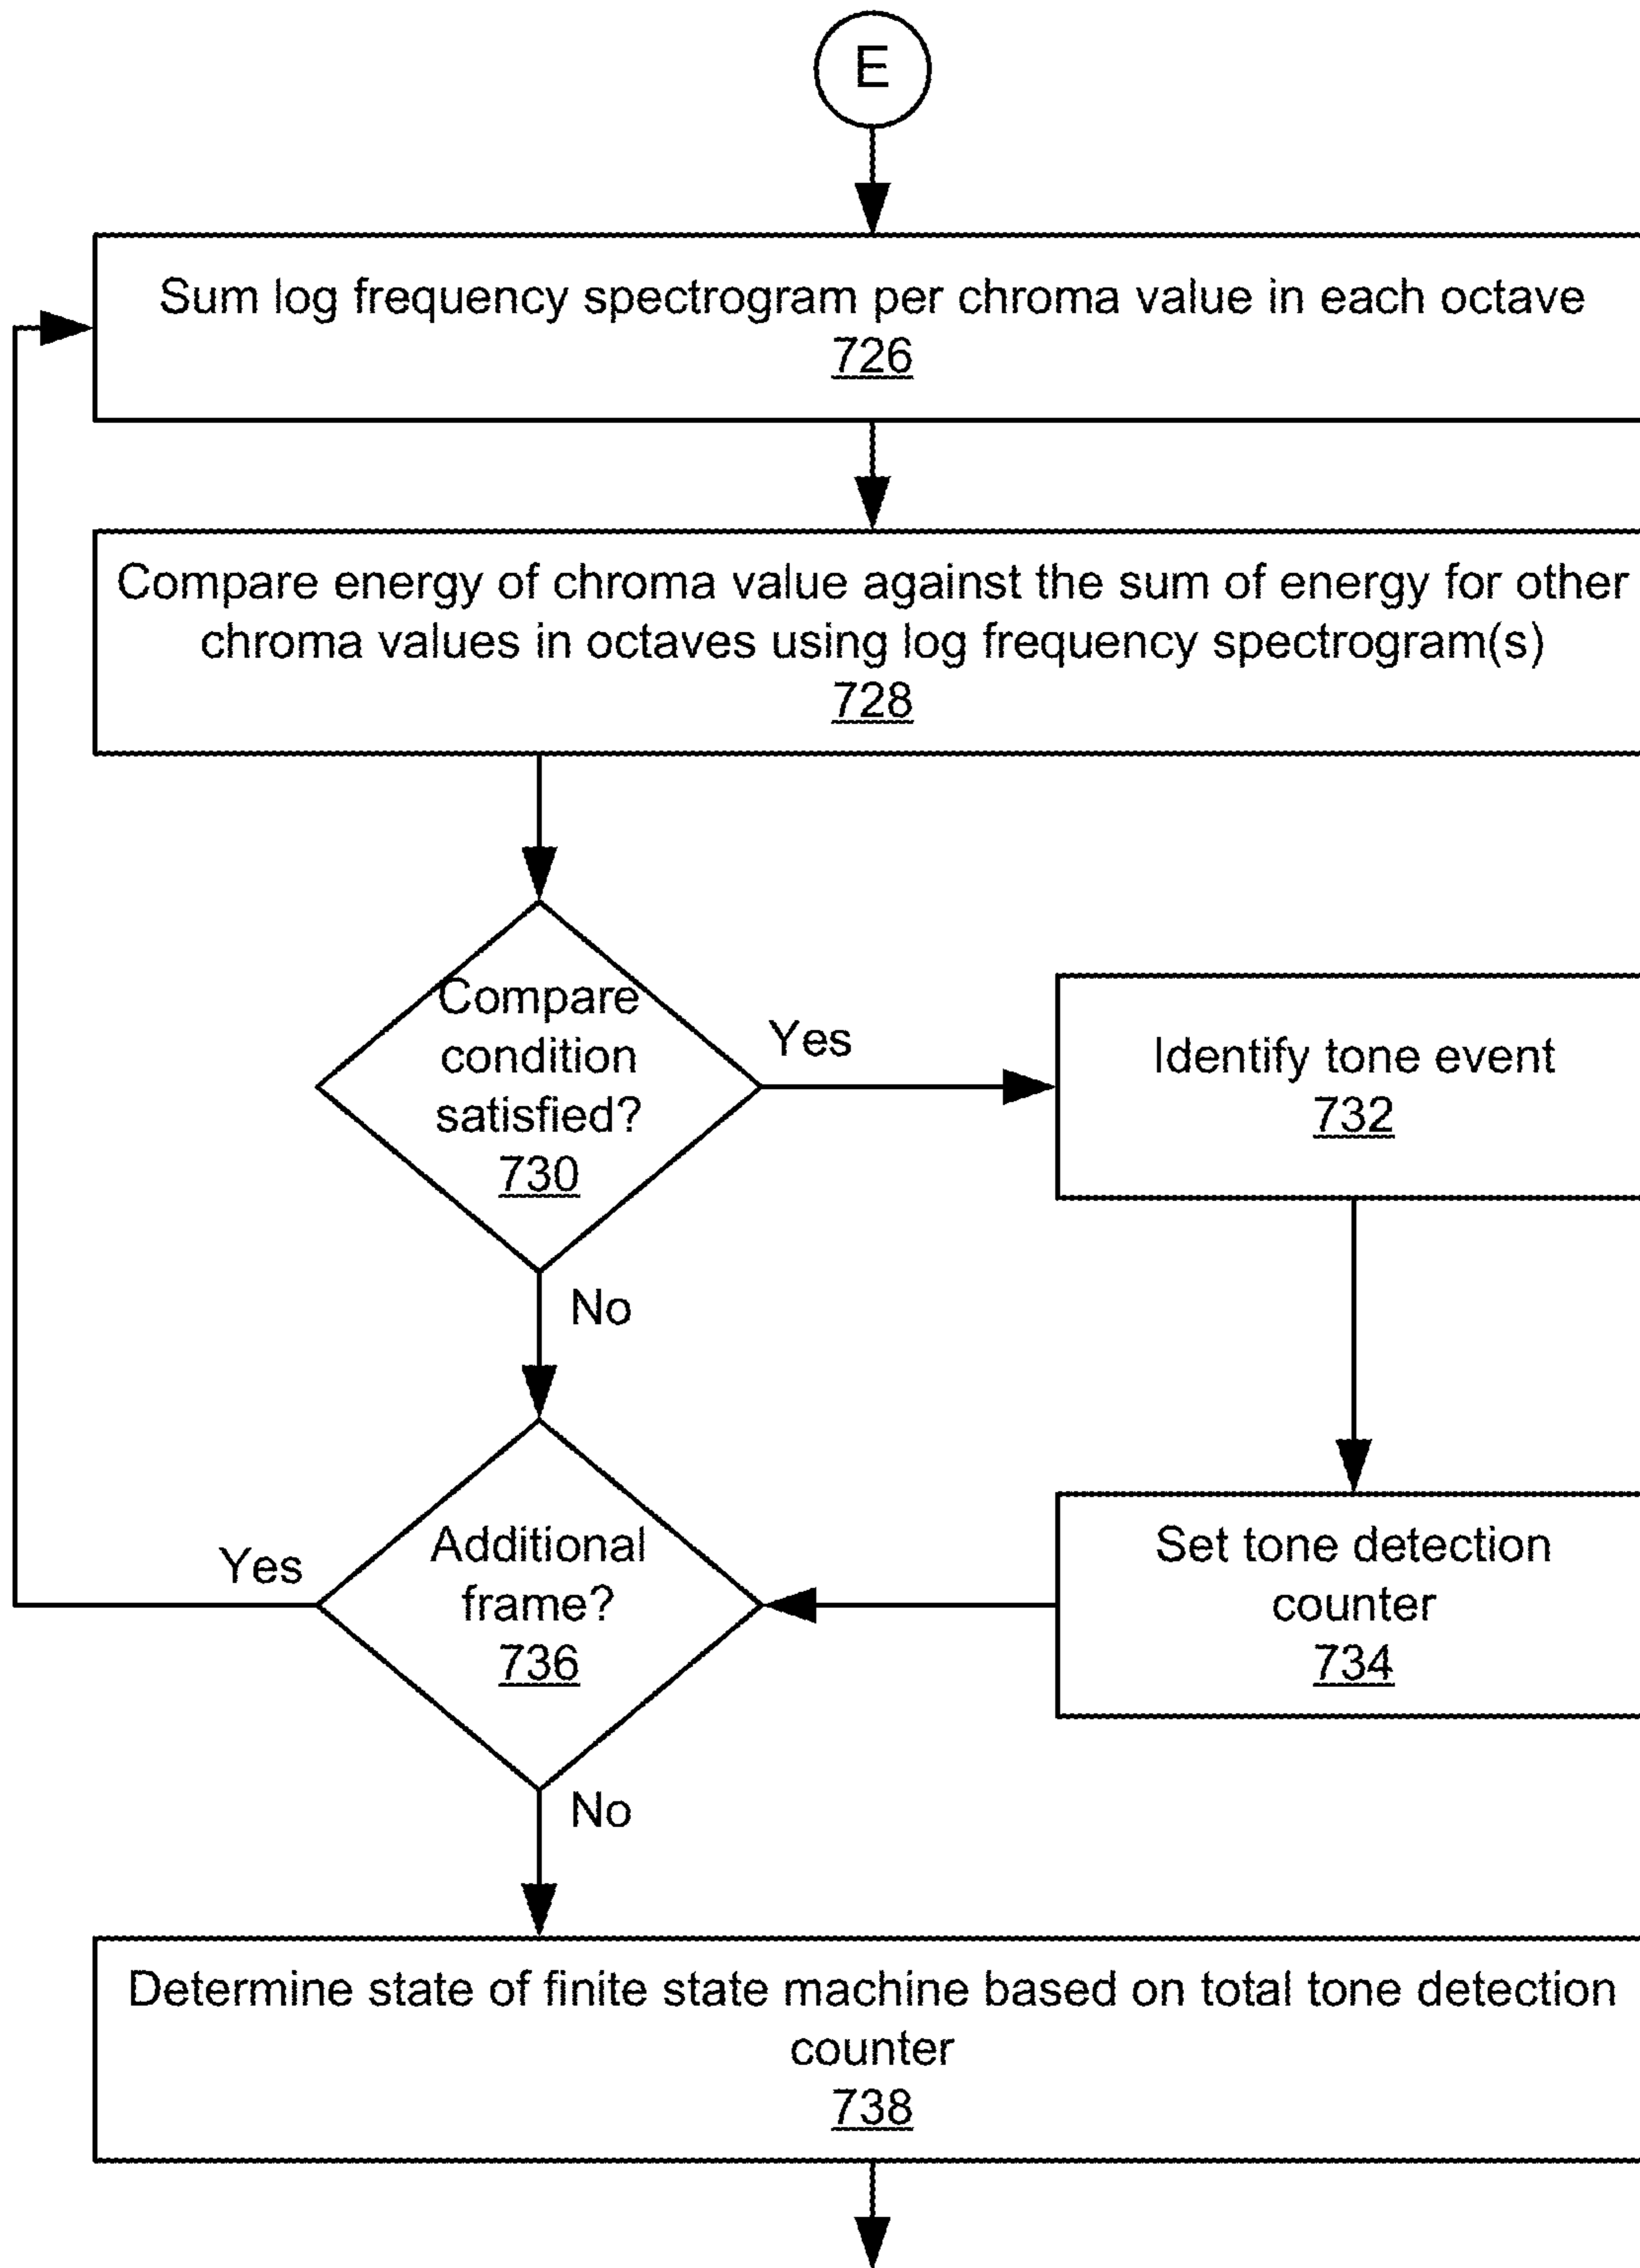 E
Sum log frequency spectrogram per chroma value in each octave
726
Compare energy of chroma value against the sum of energy for other
chroma values in octaves using log frequency spectrogram(s)
728
Compare
condition
satisfied?
730
Yes
Identify tone event
732
No
Additional
frame?
736
Yes
Set tone detection
counter
734
No
Determine state of finite state machine based on total tone detection
counter
738